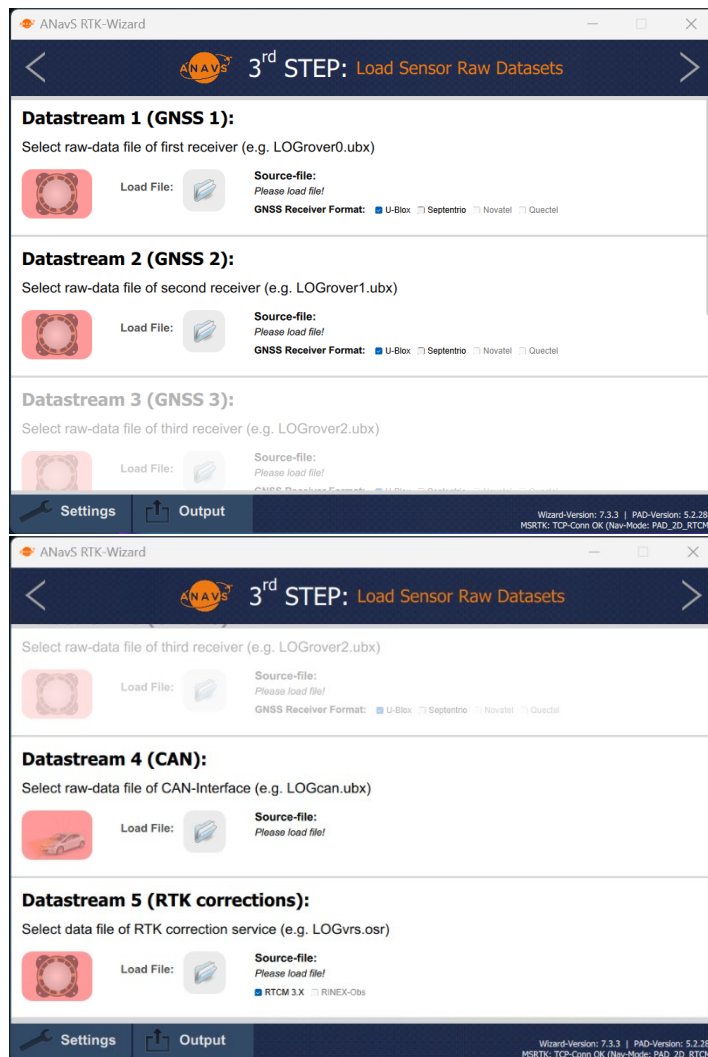 ANavS RTK-Wizard
ANAVS 3rd STEP: Load Sensor Raw Datasets
Datastream 1 (GNSS 1):
Select raw-data file of first receiver (e.g. LOGrover0.ubx)
Load File:
Source-file:
Please load file!
GNSS Receiver Format: U-Blox Septentrio Novatel Quectel
Datastream 2 (GNSS 2):
Select raw-data file of second receiver (e.g. LOGrover1.ubx)
Load File:
Source-file:
Please load file!
GNSS Receiver Format: U-Blox Septentrio Novatel Quectel
Datastream 3 (GNSS 3):
Select raw-data file of third receiver (e.g. LOGrover2.ubx)
Load File:
Source-file:
Please load file!
Settings Output
Wizard-Version: 7.3.3 | PAD-Version: 5.2.28
MSRTK: TCP-Conn OK (Nav-Mode: PAD_2D_RTCM
ANavS RTK-Wizard
ANAVS 3rd STEP: Load Sensor Raw Datasets
Select raw-data file of third receiver (e.g. LOGrover2.ubx)
Load File:
Source-file:
Please load file!
GNSS Receiver Format: U-Blox Septentrio Novatel Quectel
Datastream 4 (CAN):
Select raw-data file of CAN-Interface (e.g. LOGcan.ubx)
Load File:
Source-file:
Please load file!
Datastream 5 (RTK corrections):
Select data file of RTK correction service (e.g. LOGvrs.osr)
Load File:
Source-file:
Please load file!
RTCM 3.X RINEX-Obs
Settings Output
Wizard-Version: 7.3.3 | PAD-Version: 5.2.28
MSRTK: TCP-Conn OK (Nav-Mode: PAD_2D_RTCM